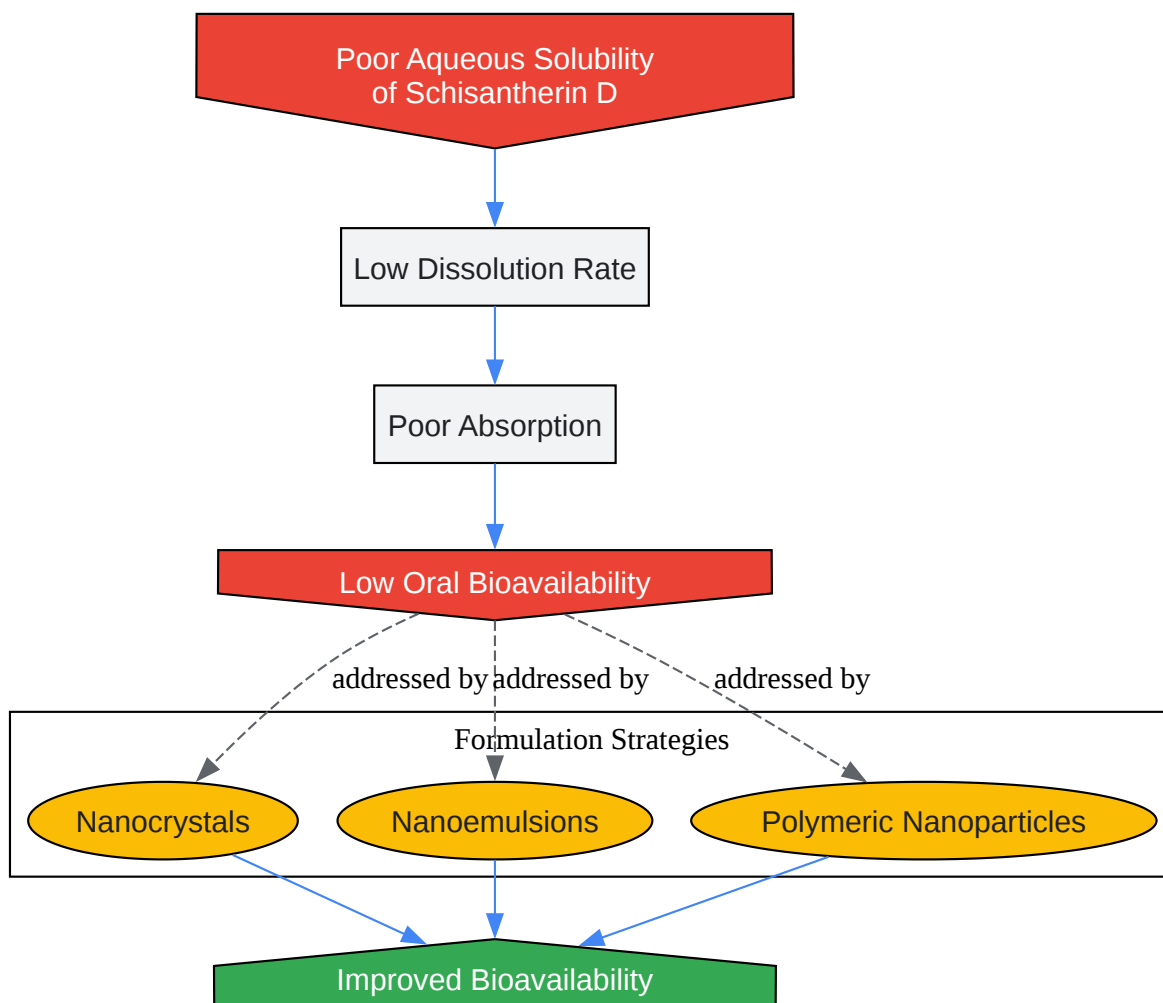 Poor Aqueous Solubility
of Schisantherin D
Low Dissolution Rate
Poor Absorption
Low Oral Bioavailability
addressed by
addressed by
addressed by
Formulation Strategies
Nanocrystals
Nanoemulsions
Polymeric Nanoparticles
Improved Bioavailability